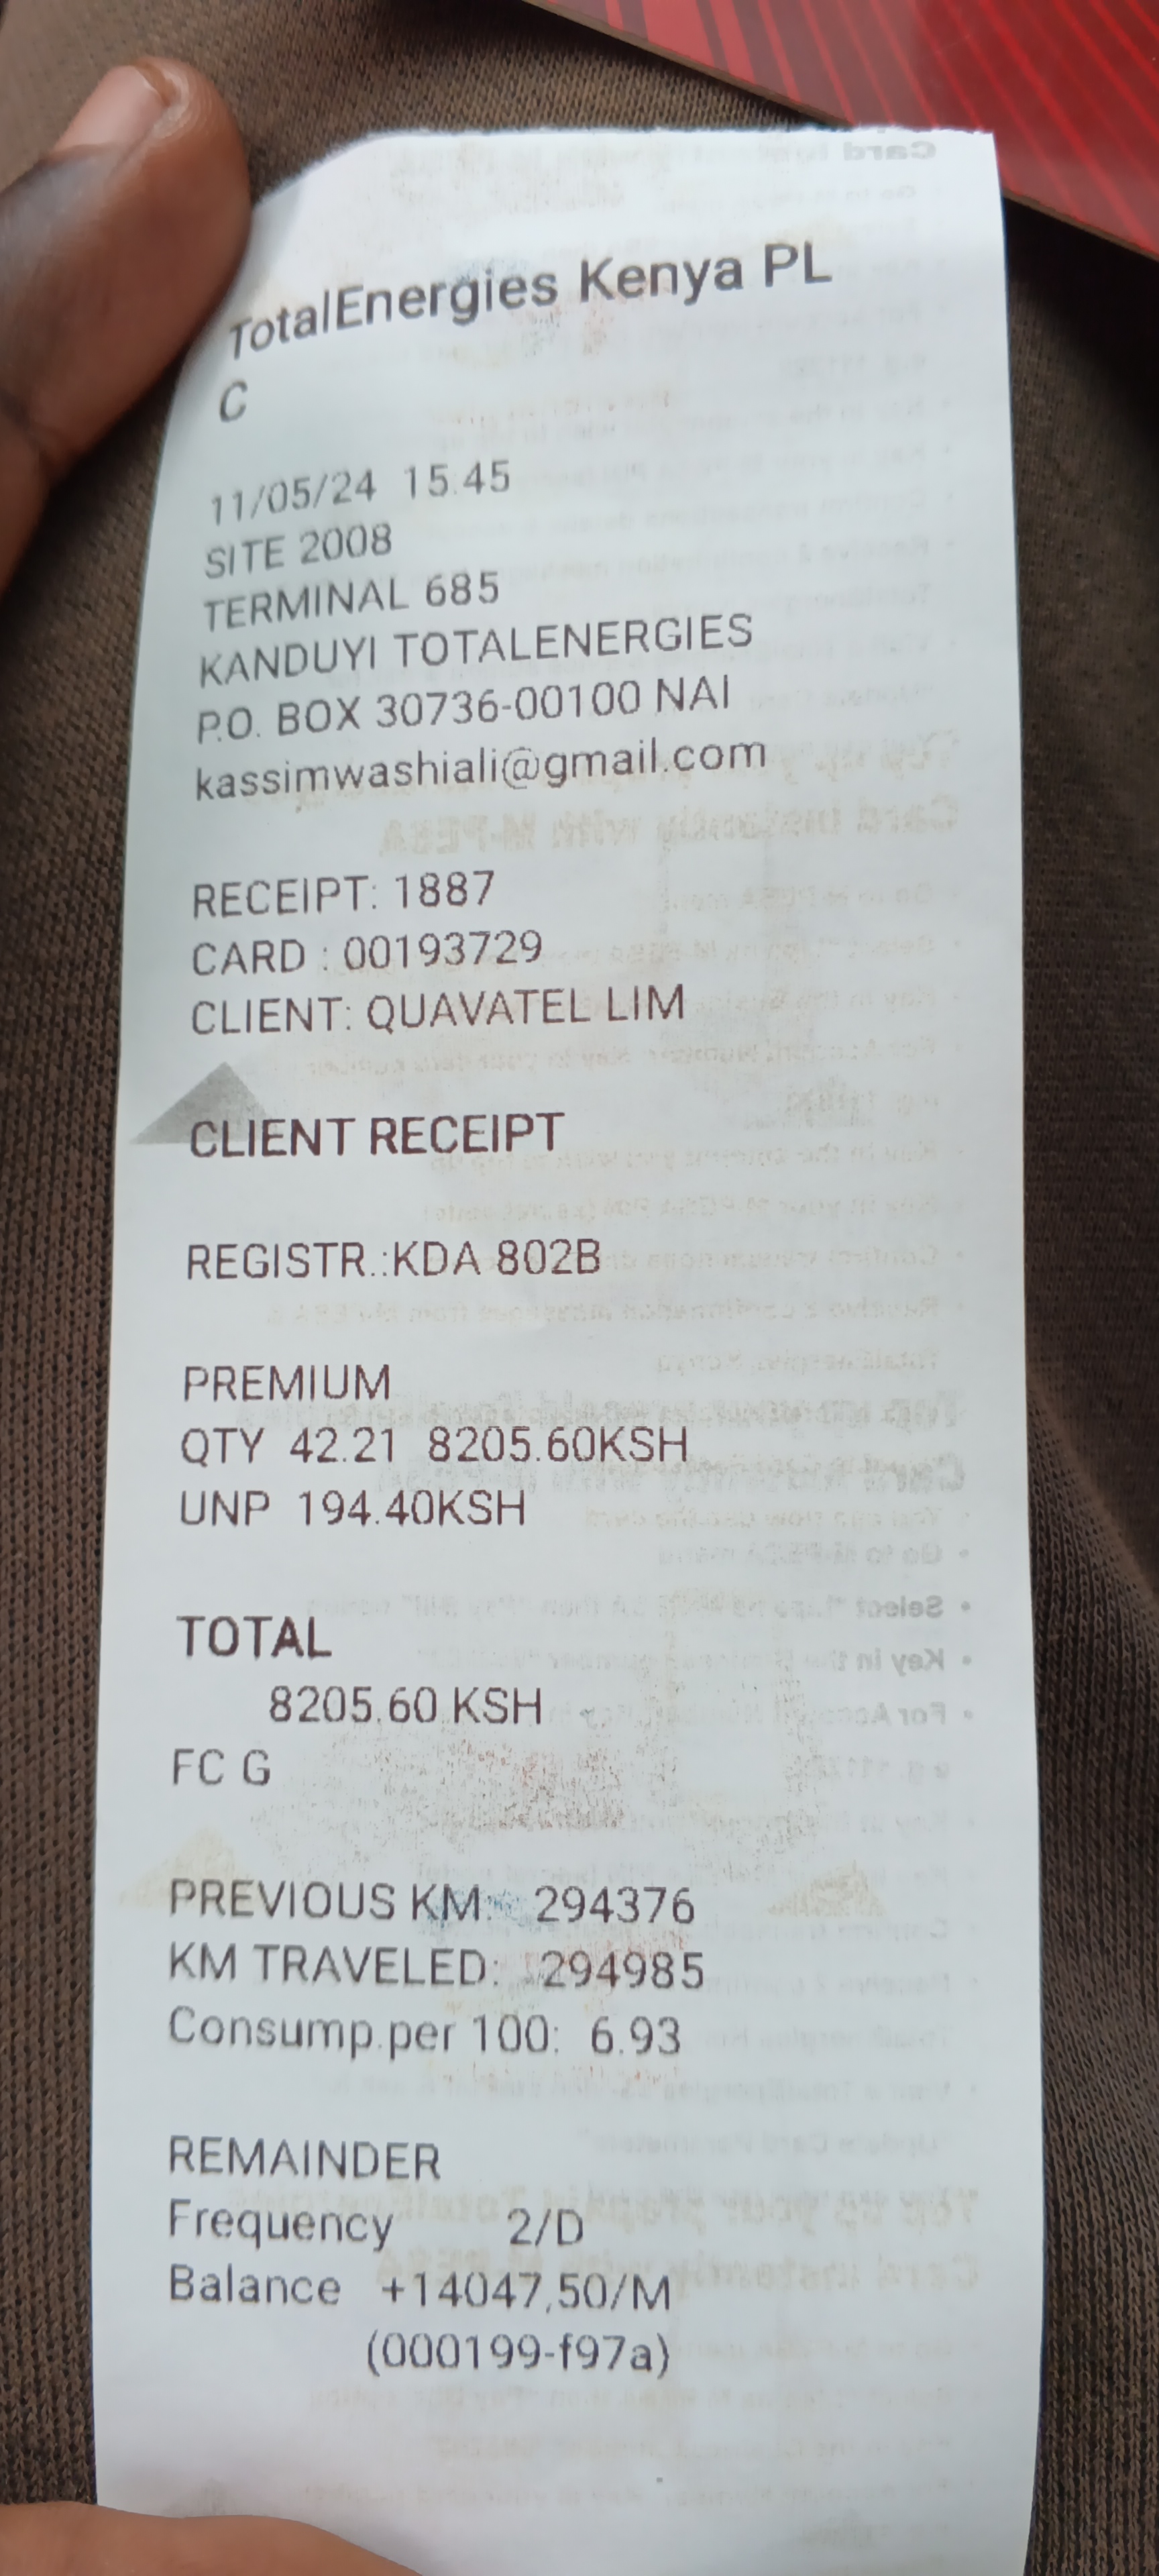 TotalEnergies Kenya PL
C
11/05/24 15.45
SITE 2008
TERMINAL 685
KANDUYI TOTALENERGIES
P.O. BOX 30736-00100 NAI
kassimwashiali@gmail.com
RECEIPT: 1887
CARD : 00193729
CLIENT: QUAVATEL LIM
CLIENT RECEIPT
REGISTR.:KDA 802B
PREMIUM
QTY 42.21 8205.60KSH
UNP 194.40KSH
TOTAL
8205.60 KSH
FC G
PREVIOUS KM: 294376
KM TRAVELED: 294985
Consump.per 100: 6.93
REMAINDER
Frequency 2/D
Balance +14047,50/M
(000199-f97a)